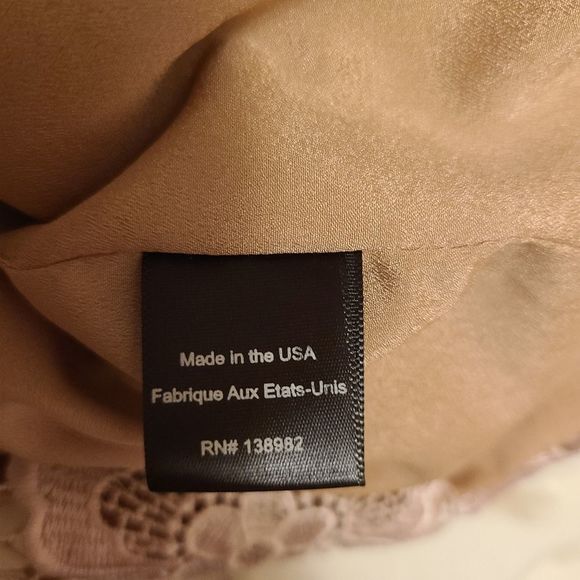 Made in the USA
Fabrique Aux Etats-Unis
RN# 138982